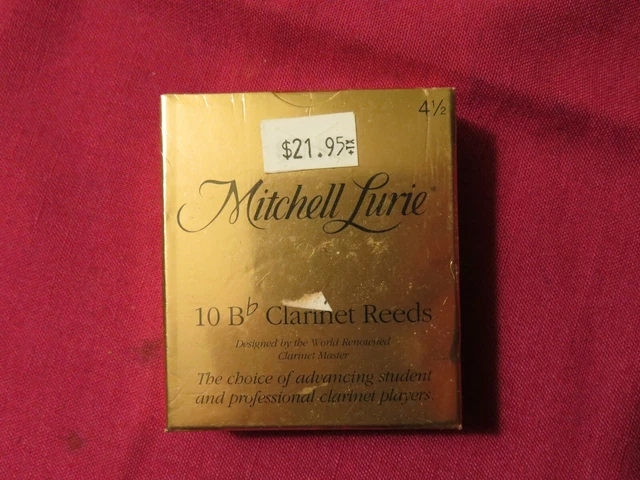 4½
$21.95+TX
Mitchell Lurie®
10 B♭ Clarinet Reeds
Designed by the World Renowned
Clarinet Master
The choice of advancing student
and professional clarinet players.